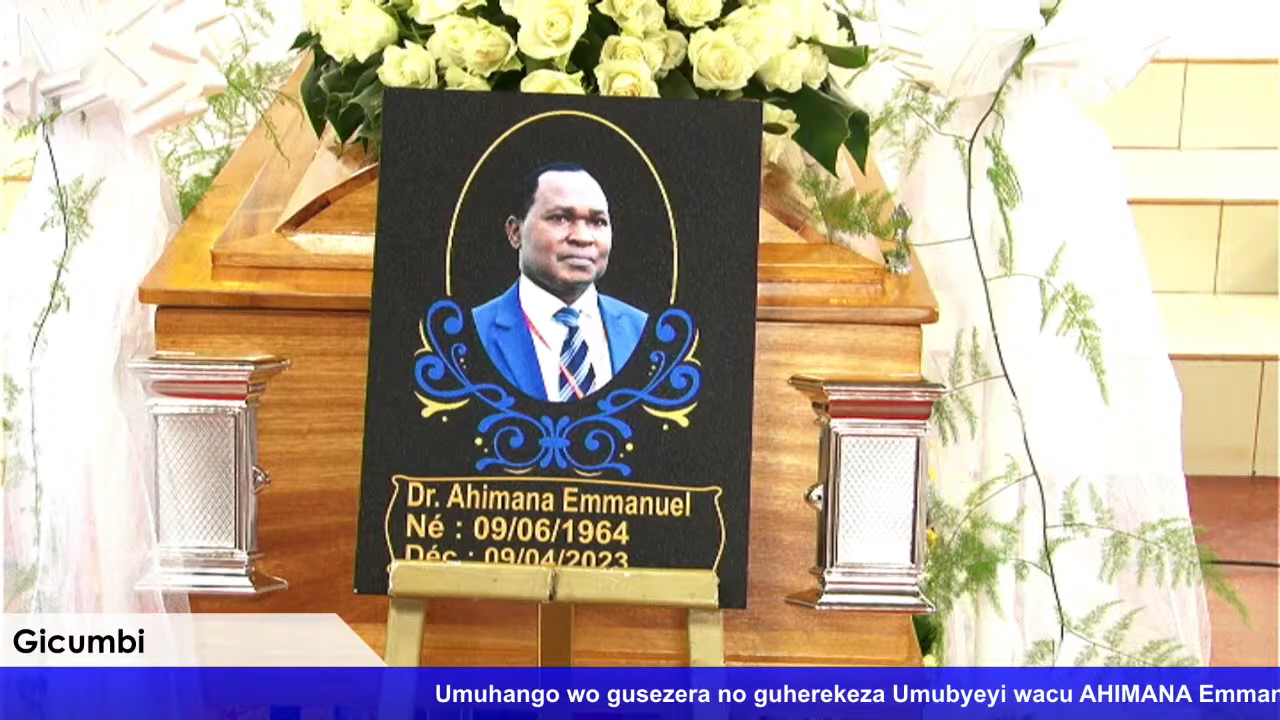 Dr. Ahimana Emmanuel
Né : 09/06/1964
Déc : 09/04/2023
Gicumbi
Umuhango wo gusezera no guherekeza Umubyeyi wacu AHIMANA Emman